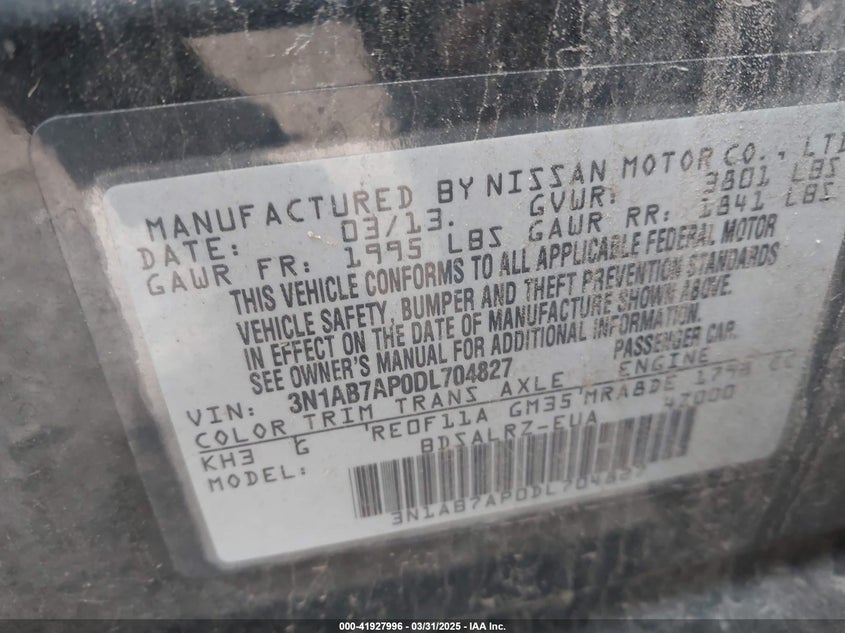 MANUFACTURED BY NISSAN MOTOR CO., LTD
DATE: 03/13. GVWR: 3801 LBS
GAWR FR: 1995 LBS GAWR RR: 1841 LBS
THIS VEHICLE CONFORMS TO ALL APPLICABLE FEDERAL MOTOR
VEHICLE SAFETY, BUMPER AND THEFT PREVENTION STANDARDS
IN EFFECT ON THE DATE OF MANUFACTURE SHOWN ABOVE.
SEE OWNER'S MANUAL FOR ADDITIONAL INFORMATION.
VIN: 3N1AB7AP0DL704827 PASSENGER CAR.
COLOR TRIM TRANS AXLE ENGINE
KH3 G RE0F11A GM35 MRA8DE 1798 CC
MODEL: BDSALRZ-EUA 47000
3N1AB7AP0DL704827
000-41927996 - 03/31/2025 - IAA Inc.